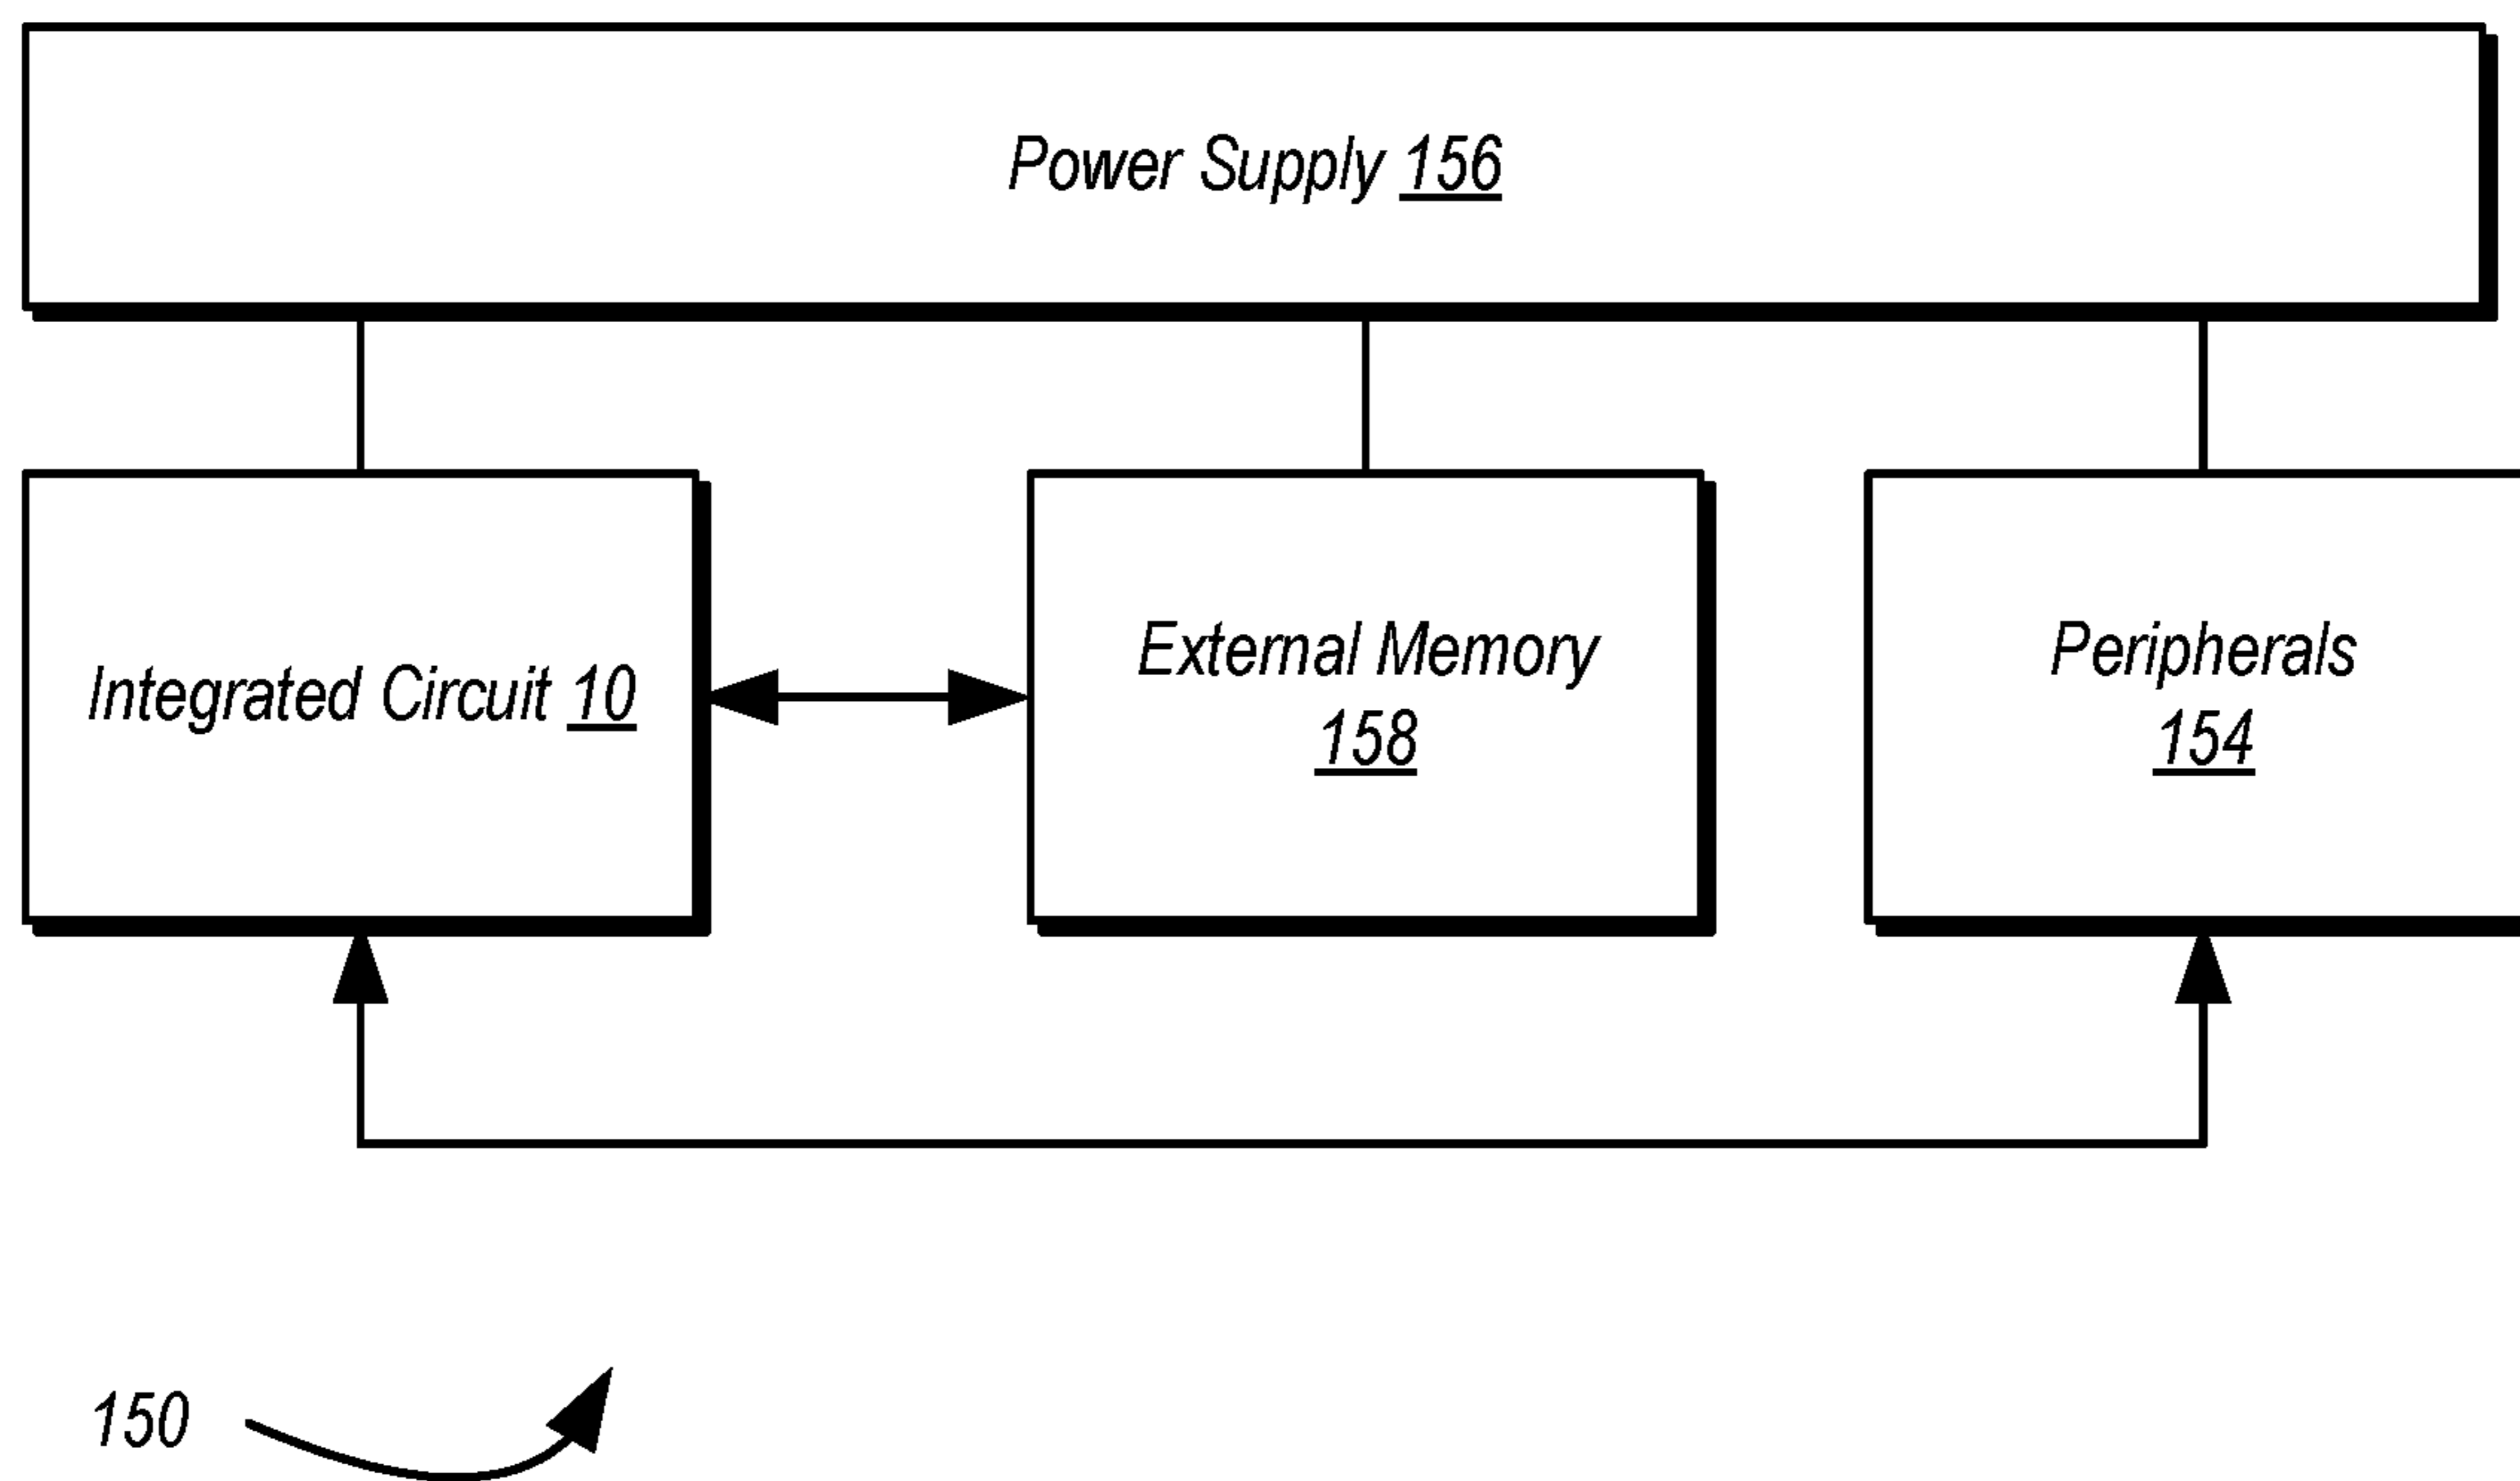 Power Supply 156
Integrated Circuit 10
External Memory
158
Peripherals
154
150